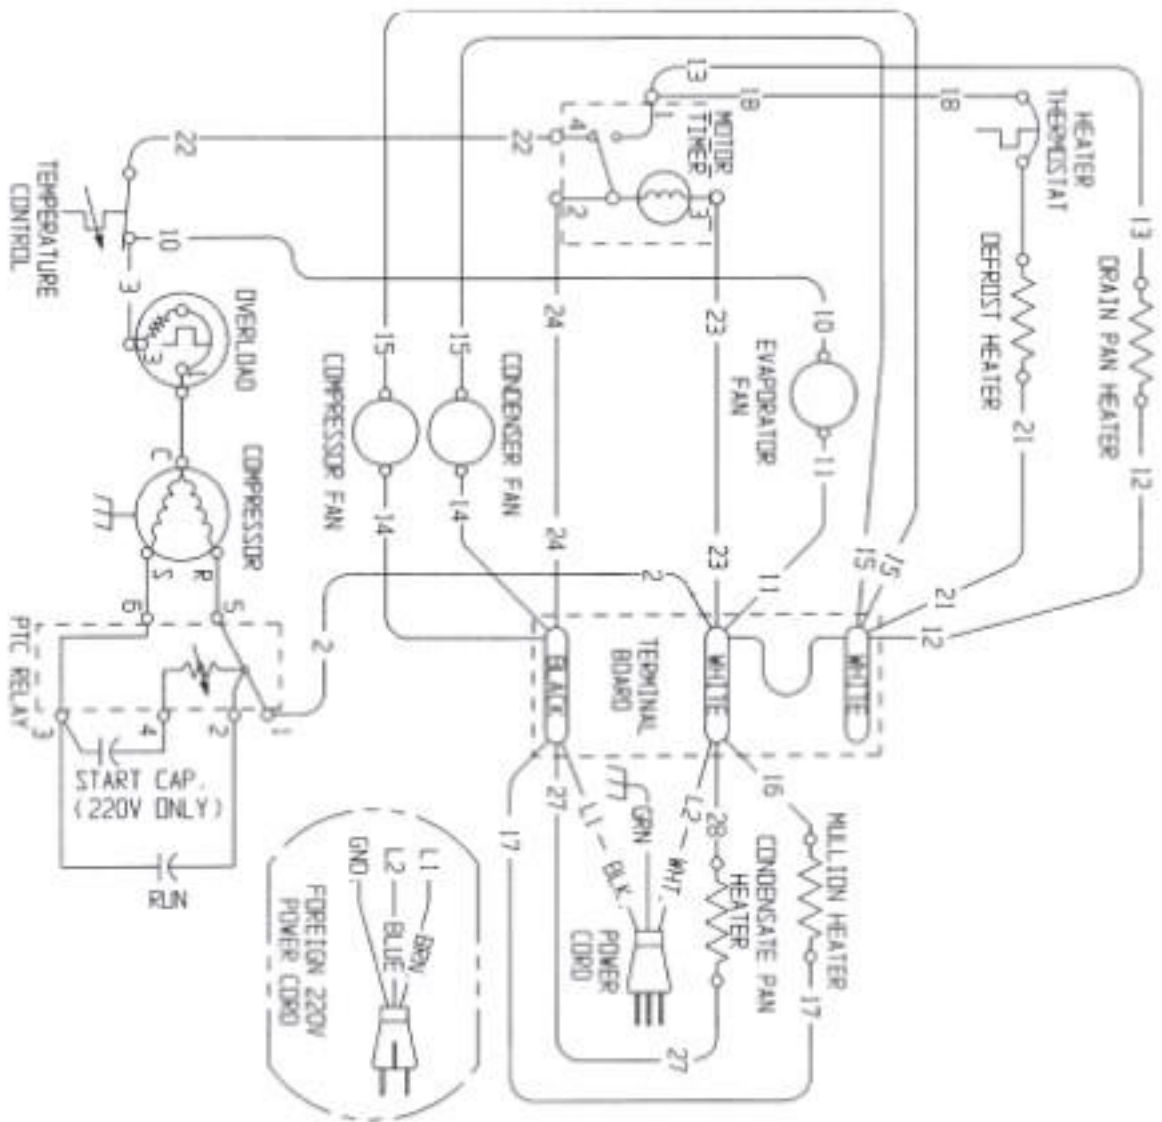 13
18
18
1
4
MOTOR
TIMER
HEATER
THERMOSTAT
22
22
2
3
TEMPERATURE
CONTROL
10
3
OVERLOAD
3
1
24
23
10
13
DRAIN PAN HEATER
DEFROST HEATER
15
15
COMPRESSOR FAN
CONDENSER FAN
EVAPORATOR
FAN
21
11
12
14
14
C
COMPRESSOR
S
R
24
23
11
15
15
21
12
2
6
5
PTC RELAY
2
3
4
2
1
BLACK
TERMINAL
BOARD
WHITE
WHITE
START CAP.
(220V ONLY)
RUN
17
27
L1
BLK
GRN
L2
WHT
28
16
CONDENSATE PAN
HEATER
MULLION HEATER
POWER
CORD
17
27
GND
L2
BLUE
L1
BRN
FOREIGN 220V
POWER CORD